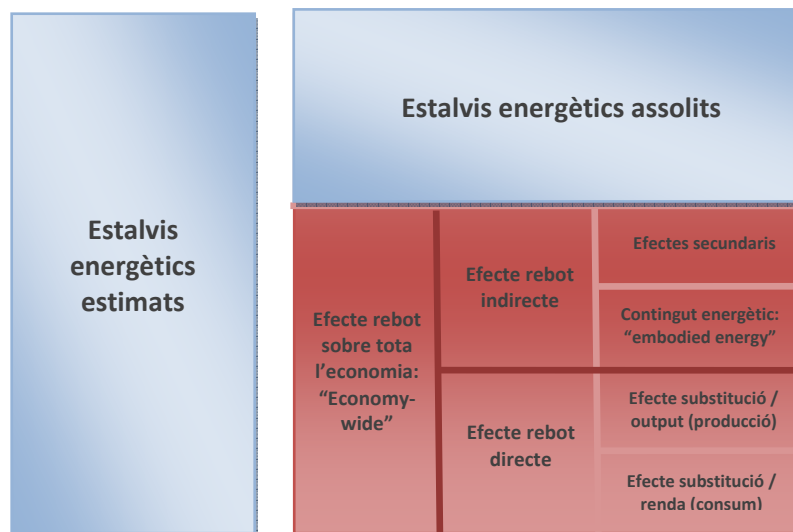 Estalvis
energètics
estimats
Estalvis energètics assolits
Efecte rebot
sobre tota
l’economia:
“Economy-
wide”
Efecte rebot
indirecte
Efectes secundaris
Contingut energètic:
“embodied energy”
Efecte rebot
directe
Efecte substitució /
output (producció)
Efecte substitució /
renda (consum)